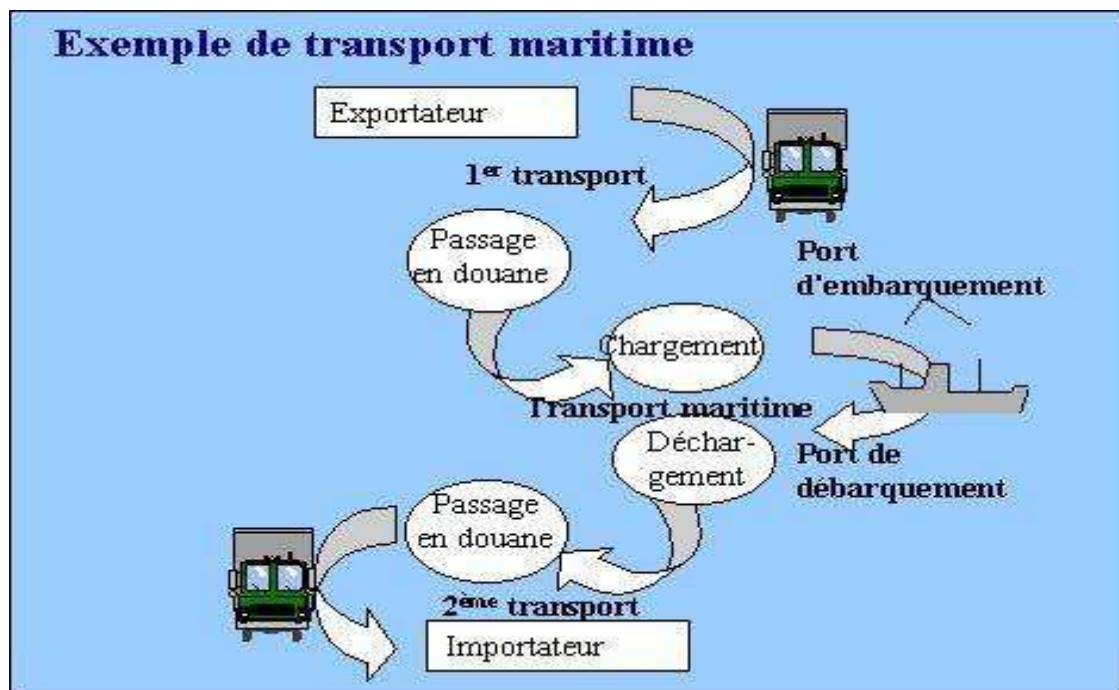 Exemple de transport maritime
Exportateur
1er transport
Passage
en douane
Port
d'embarquement
Chargement
Transport maritime
Déchar-
gement
Port de
débarquement
Passage
en douane
2ème transport
Importateur